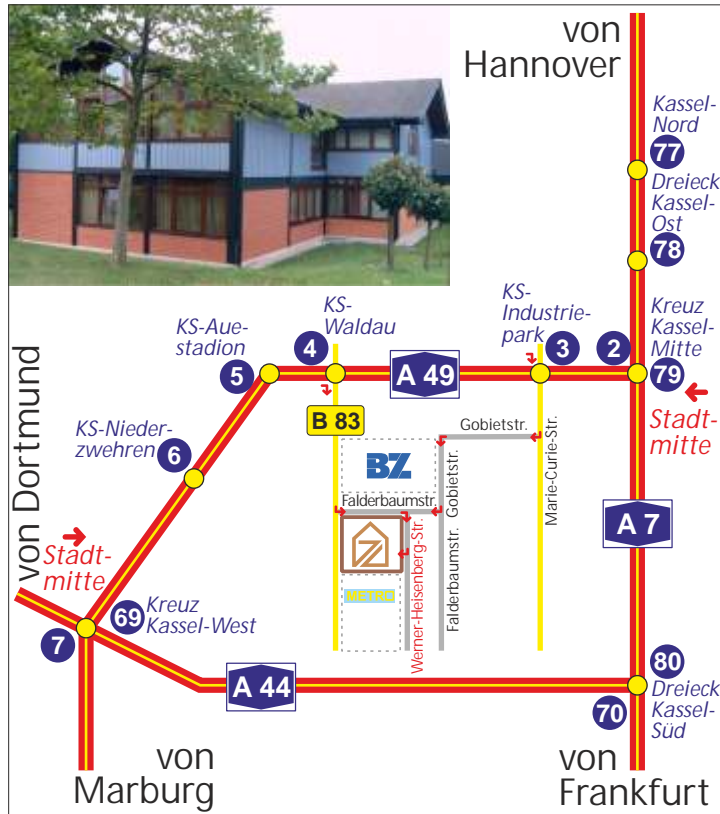 von
Hannover
Kassel-
Nord
77
Dreieck
Kassel-
Ost
78
KS-
Waldau
KS-
Industrie-
park
Kreuz
Kassel-
Mitte
KS-Aue-
stadion
4
3
2
5
A 49
79
Stadt-
mitte
B 83
Gobietstr.
von Dortmund
KS-Nieder-
zwehren
6
BZ
Gobietstr.
Marie-Curie-Str.
Falderbaumstr.
A 7
Stadt-
mitte
Werner-Heisenberg-Str.
Falderbaumstr.
METRO
69
Kreuz
Kassel-West
7
80
Dreieck
Kassel-
Süd
A 44
70
von
Marburg
von
Frankfurt